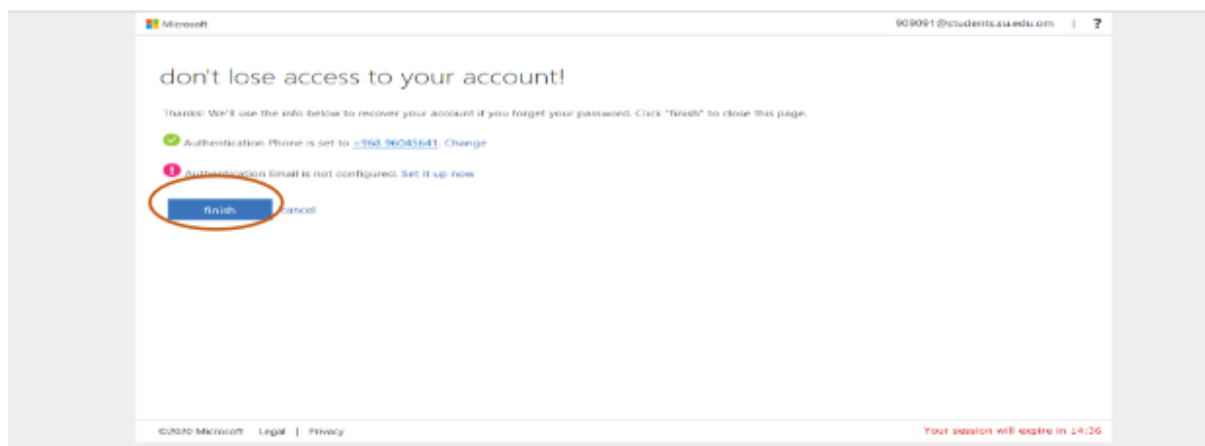 Microsoft 909091@students.su.edu.om | ?
don't lose access to your account!
Thanks! We'll use the info below to recover your account if you forget your password. Click "finish" to close this page.
Authentication Phone is set to +968 96045641. Change
Authentication Email is not configured. Set it up now
finish cancel
©2020 Microsoft Legal | Privacy Your session will expire in 14:36